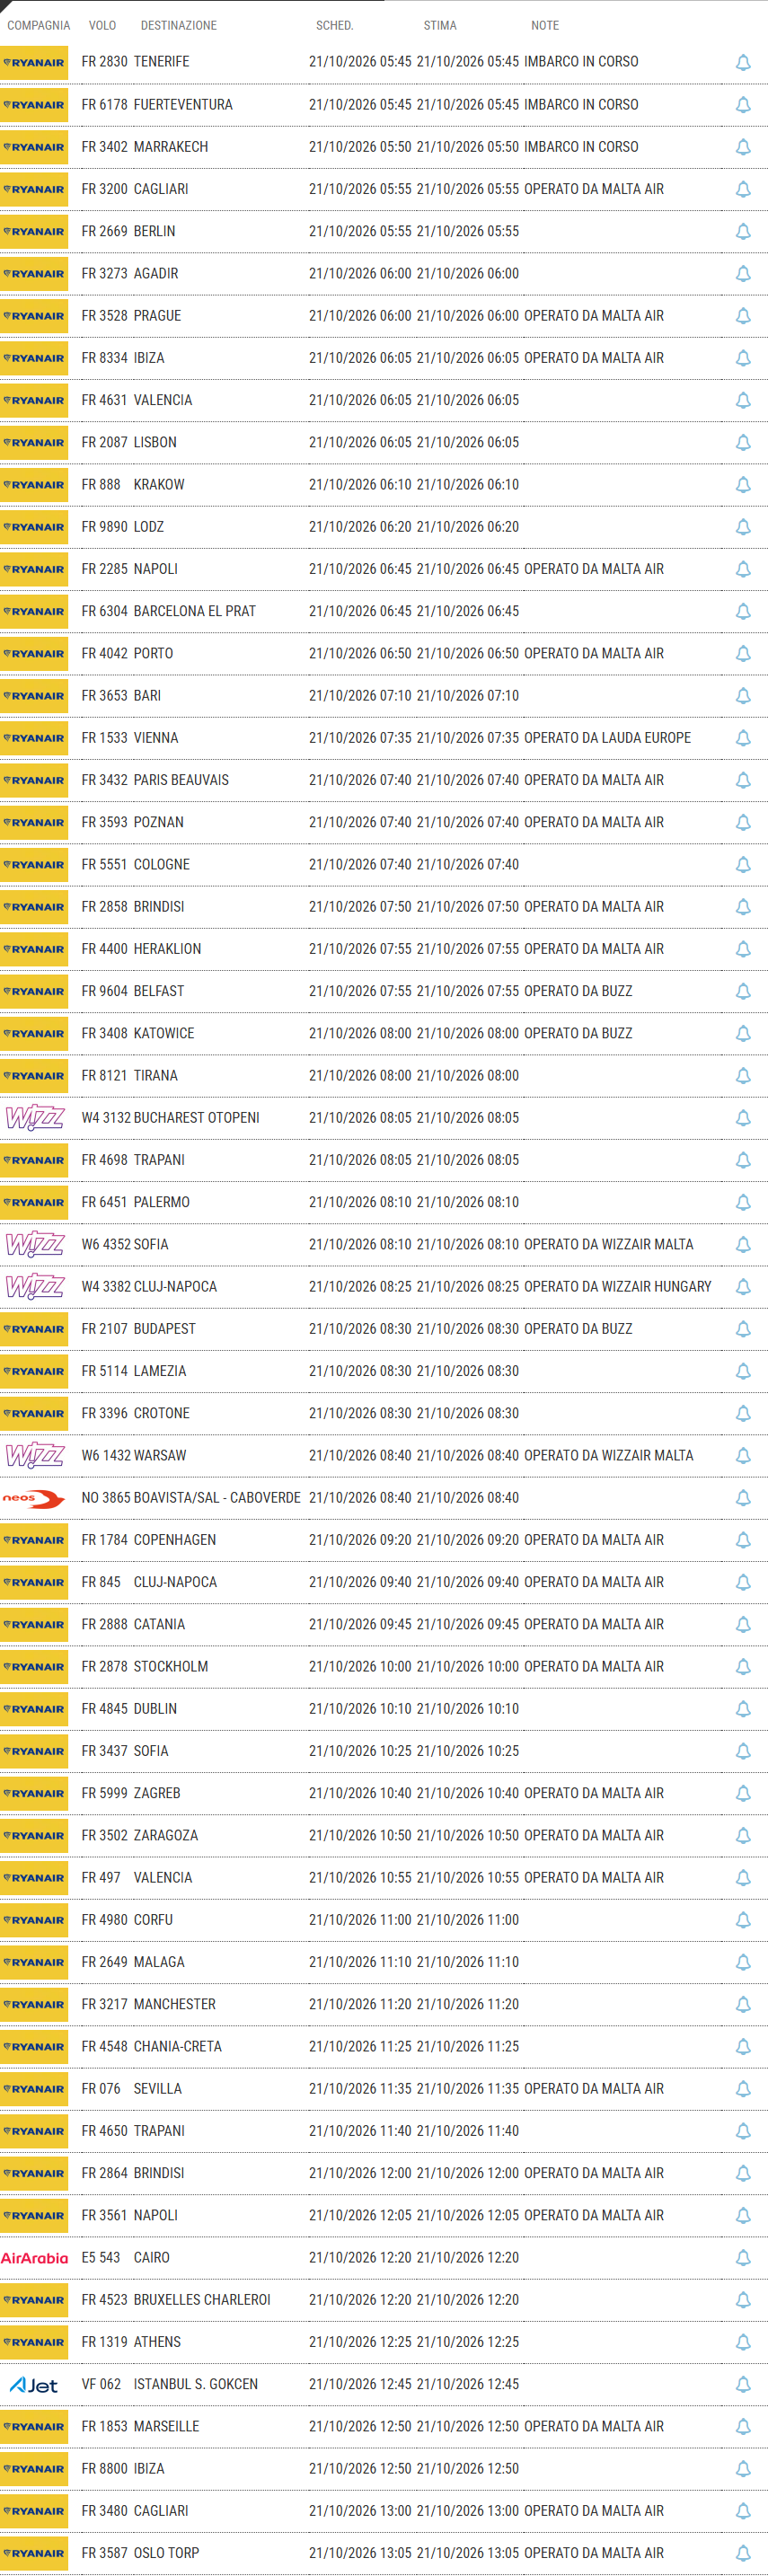 COMPAGNIA VOLO DESTINAZIONE SCHED. STIMA NOTE
RYANAIR FR 2830 TENERIFE 21/10/2026 05:45 21/10/2026 05:45 IMBARCO IN CORSO
RYANAIR FR 6178 FUERTEVENTURA 21/10/2026 05:45 21/10/2026 05:45 IMBARCO IN CORSO
RYANAIR FR 3402 MARRAKECH 21/10/2026 05:50 21/10/2026 05:50 IMBARCO IN CORSO
RYANAIR FR 3200 CAGLIARI 21/10/2026 05:55 21/10/2026 05:55 OPERATO DA MALTA AIR
RYANAIR FR 2669 BERLIN 21/10/2026 05:55 21/10/2026 05:55
RYANAIR FR 3273 AGADIR 21/10/2026 06:00 21/10/2026 06:00
RYANAIR FR 3528 PRAGUE 21/10/2026 06:00 21/10/2026 06:00 OPERATO DA MALTA AIR
RYANAIR FR 8334 IBIZA 21/10/2026 06:05 21/10/2026 06:05 OPERATO DA MALTA AIR
RYANAIR FR 4631 VALENCIA 21/10/2026 06:05 21/10/2026 06:05
RYANAIR FR 2087 LISBON 21/10/2026 06:05 21/10/2026 06:05
RYANAIR FR 888 KRAKOW 21/10/2026 06:10 21/10/2026 06:10
RYANAIR FR 9890 LODZ 21/10/2026 06:20 21/10/2026 06:20
RYANAIR FR 2285 NAPOLI 21/10/2026 06:45 21/10/2026 06:45 OPERATO DA MALTA AIR
RYANAIR FR 6304 BARCELONA EL PRAT 21/10/2026 06:45 21/10/2026 06:45
RYANAIR FR 4042 PORTO 21/10/2026 06:50 21/10/2026 06:50 OPERATO DA MALTA AIR
RYANAIR FR 3653 BARI 21/10/2026 07:10 21/10/2026 07:10
RYANAIR FR 1533 VIENNA 21/10/2026 07:35 21/10/2026 07:35 OPERATO DA LAUDA EUROPE
RYANAIR FR 3432 PARIS BEAUVAIS 21/10/2026 07:40 21/10/2026 07:40 OPERATO DA MALTA AIR
RYANAIR FR 3593 POZNAN 21/10/2026 07:40 21/10/2026 07:40 OPERATO DA MALTA AIR
RYANAIR FR 5551 COLOGNE 21/10/2026 07:40 21/10/2026 07:40
RYANAIR FR 2858 BRINDISI 21/10/2026 07:50 21/10/2026 07:50 OPERATO DA MALTA AIR
RYANAIR FR 4400 HERAKLION 21/10/2026 07:55 21/10/2026 07:55 OPERATO DA MALTA AIR
RYANAIR FR 9604 BELFAST 21/10/2026 07:55 21/10/2026 07:55 OPERATO DA BUZZ
RYANAIR FR 3408 KATOWICE 21/10/2026 08:00 21/10/2026 08:00 OPERATO DA BUZZ
RYANAIR FR 8121 TIRANA 21/10/2026 08:00 21/10/2026 08:00
WIZZ W4 3132 BUCHAREST OTOPENI 21/10/2026 08:05 21/10/2026 08:05
RYANAIR FR 4698 TRAPANI 21/10/2026 08:05 21/10/2026 08:05
RYANAIR FR 6451 PALERMO 21/10/2026 08:10 21/10/2026 08:10
WIZZ W6 4352 SOFIA 21/10/2026 08:10 21/10/2026 08:10 OPERATO DA WIZZAIR MALTA
WIZZ W4 3382 CLUJ-NAPOCA 21/10/2026 08:25 21/10/2026 08:25 OPERATO DA WIZZAIR HUNGARY
RYANAIR FR 2107 BUDAPEST 21/10/2026 08:30 21/10/2026 08:30 OPERATO DA BUZZ
RYANAIR FR 5114 LAMEZIA 21/10/2026 08:30 21/10/2026 08:30
RYANAIR FR 3396 CROTONE 21/10/2026 08:30 21/10/2026 08:30
WIZZ W6 1432 WARSAW 21/10/2026 08:40 21/10/2026 08:40 OPERATO DA WIZZAIR MALTA
neos NO 3865 BOAVISTA/SAL - CABOVERDE 21/10/2026 08:40 21/10/2026 08:40
RYANAIR FR 1784 COPENHAGEN 21/10/2026 09:20 21/10/2026 09:20 OPERATO DA MALTA AIR
RYANAIR FR 845 CLUJ-NAPOCA 21/10/2026 09:40 21/10/2026 09:40 OPERATO DA MALTA AIR
RYANAIR FR 2888 CATANIA 21/10/2026 09:45 21/10/2026 09:45 OPERATO DA MALTA AIR
RYANAIR FR 2878 STOCKHOLM 21/10/2026 10:00 21/10/2026 10:00 OPERATO DA MALTA AIR
RYANAIR FR 4845 DUBLIN 21/10/2026 10:10 21/10/2026 10:10
RYANAIR FR 3437 SOFIA 21/10/2026 10:25 21/10/2026 10:25
RYANAIR FR 5999 ZAGREB 21/10/2026 10:40 21/10/2026 10:40 OPERATO DA MALTA AIR
RYANAIR FR 3502 ZARAGOZA 21/10/2026 10:50 21/10/2026 10:50 OPERATO DA MALTA AIR
RYANAIR FR 497 VALENCIA 21/10/2026 10:55 21/10/2026 10:55 OPERATO DA MALTA AIR
RYANAIR FR 4980 CORFU 21/10/2026 11:00 21/10/2026 11:00
RYANAIR FR 2649 MALAGA 21/10/2026 11:10 21/10/2026 11:10
RYANAIR FR 3217 MANCHESTER 21/10/2026 11:20 21/10/2026 11:20
RYANAIR FR 4548 CHANIA-CRETA 21/10/2026 11:25 21/10/2026 11:25
RYANAIR FR 076 SEVILLA 21/10/2026 11:35 21/10/2026 11:35 OPERATO DA MALTA AIR
RYANAIR FR 4650 TRAPANI 21/10/2026 11:40 21/10/2026 11:40
RYANAIR FR 2864 BRINDISI 21/10/2026 12:00 21/10/2026 12:00 OPERATO DA MALTA AIR
RYANAIR FR 3561 NAPOLI 21/10/2026 12:05 21/10/2026 12:05 OPERATO DA MALTA AIR
AirArabia E5 543 CAIRO 21/10/2026 12:20 21/10/2026 12:20
RYANAIR FR 4523 BRUXELLES CHARLEROI 21/10/2026 12:20 21/10/2026 12:20
RYANAIR FR 1319 ATHENS 21/10/2026 12:25 21/10/2026 12:25
AJet VF 062 ISTANBUL S. GOKCEN 21/10/2026 12:45 21/10/2026 12:45
RYANAIR FR 1853 MARSEILLE 21/10/2026 12:50 21/10/2026 12:50 OPERATO DA MALTA AIR
RYANAIR FR 8800 IBIZA 21/10/2026 12:50 21/10/2026 12:50
RYANAIR FR 3480 CAGLIARI 21/10/2026 13:00 21/10/2026 13:00 OPERATO DA MALTA AIR
RYANAIR FR 3587 OSLO TORP 21/10/2026 13:05 21/10/2026 13:05 OPERATO DA MALTA AIR